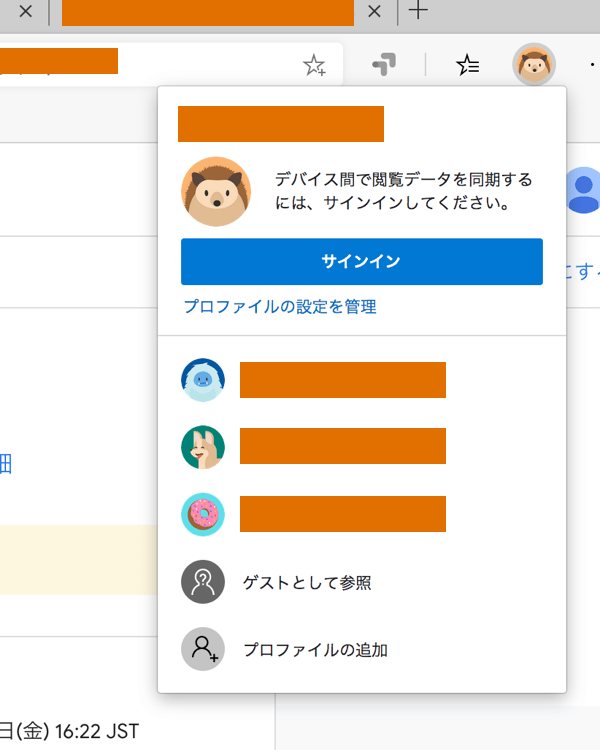 デバイス間で閲覧データを同期する
には、サインインしてください。
サインイン
プロファイルの設定を管理
こす
細
ゲストとして参照
プロファイルの追加
日(金) 16:22 JST